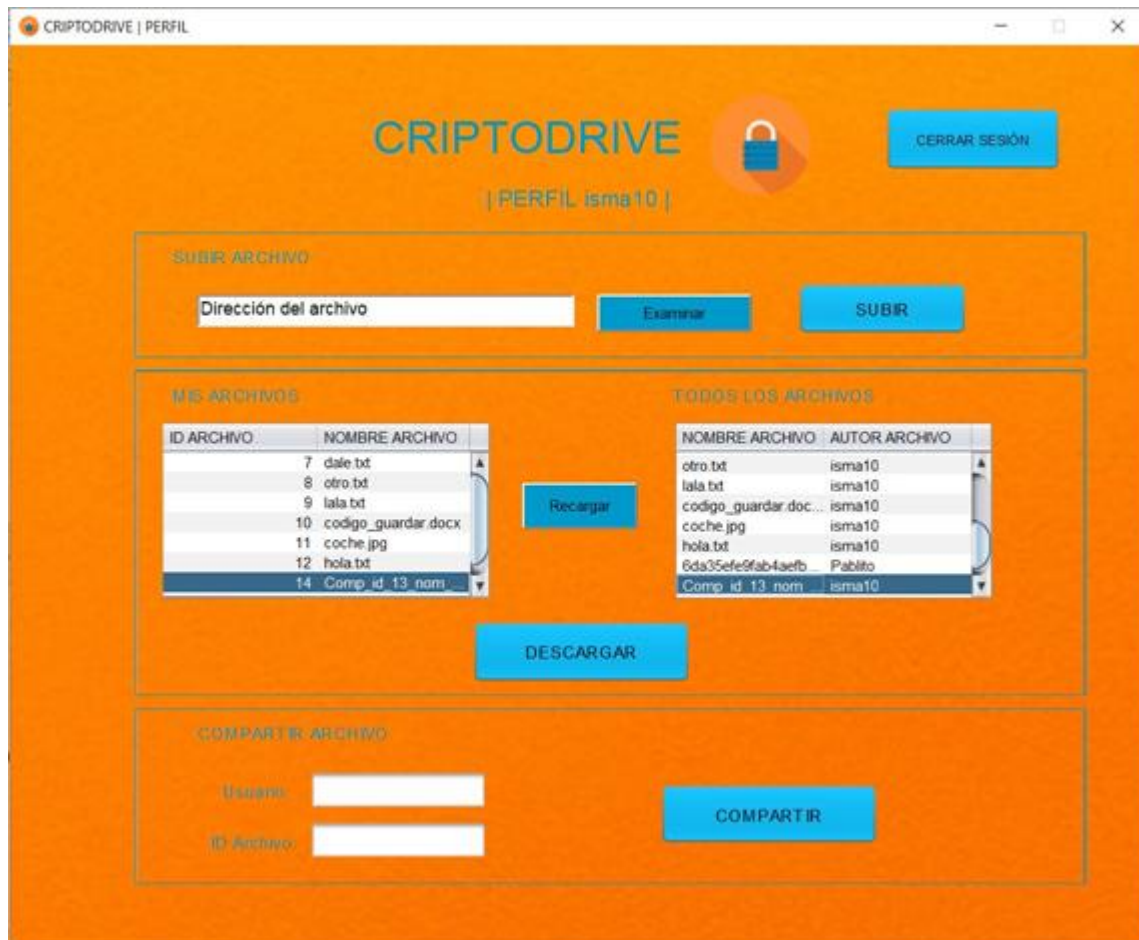 CRIPTODRIVE | PERFIL
CRIPTODRIVE
CERRAR SESIÓN
| PERFIL isma10 |
SUBIR ARCHIVO
Dirección del archivo
Examinar
SUBIR
MIS ARCHIVOS
ID ARCHIVO NOMBRE ARCHIVO
7 dale.txt
8 otro.txt
9 lala.txt
10 codigo_guardar.docx
11 coche.jpg
12 hola.txt
14 Comp_id_13_nom_...
Recargar
TODOS LOS ARCHIVOS
NOMBRE ARCHIVO AUTOR ARCHIVO
otro.txt isma10
lala.txt isma10
codigo_guardar.doc... isma10
coche.jpg isma10
hola.txt isma10
6da35efe9fab4aefb... Pablito
Comp_id_13_nom_... isma10
DESCARGAR
COMPARTIR ARCHIVO
Usuario:
ID Archivo:
COMPARTIR